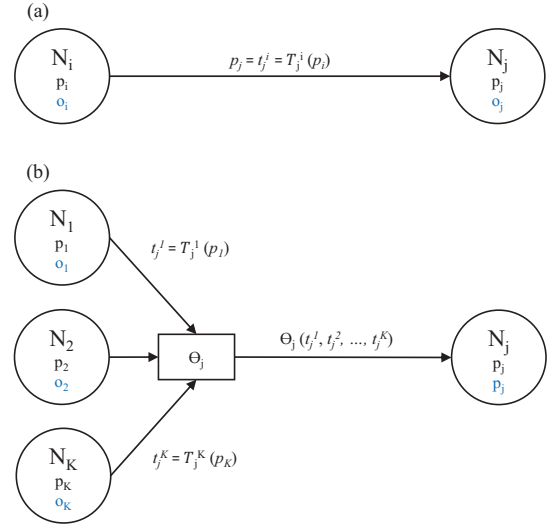 (a)
N_i
p_i
o_i
p_j = t_j^i = T_j^i (p_i)
N_j
p_j
o_j
(b)
N_1
p_1
o_1
t_j^1 = T_j^1 (p_1)
N_2
p_2
o_2
Θ_j
Θ_j (t_j^1, t_j^2, ..., t_j^K)
N_j
p_j
p_j
N_K
p_K
o_K
t_j^K = T_j^K (p_K)